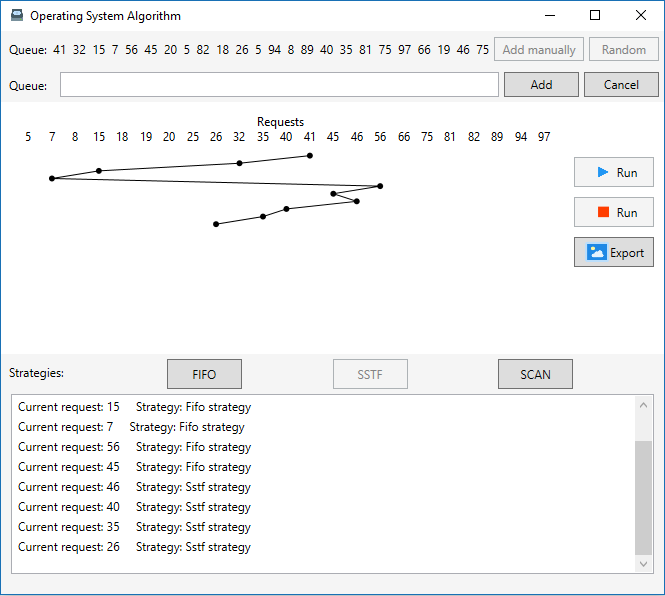 Operating System Algorithm
Queue: 41 32 15 7 56 45 20 5 82 18 26 5 94 8 89 40 35 81 75 97 66 19 46 75 Add manually Random
Queue: Add Cancel
Requests
5 7 8 15 18 19 20 25 26 32 35 40 41 45 46 56 66 75 81 82 89 94 97
Run
Run
Export
Strategies: FIFO SSTF SCAN
Current request: 15 Strategy: Fifo strategy
Current request: 7 Strategy: Fifo strategy
Current request: 56 Strategy: Fifo strategy
Current request: 45 Strategy: Fifo strategy
Current request: 46 Strategy: Sstf strategy
Current request: 40 Strategy: Sstf strategy
Current request: 35 Strategy: Sstf strategy
Current request: 26 Strategy: Sstf strategy